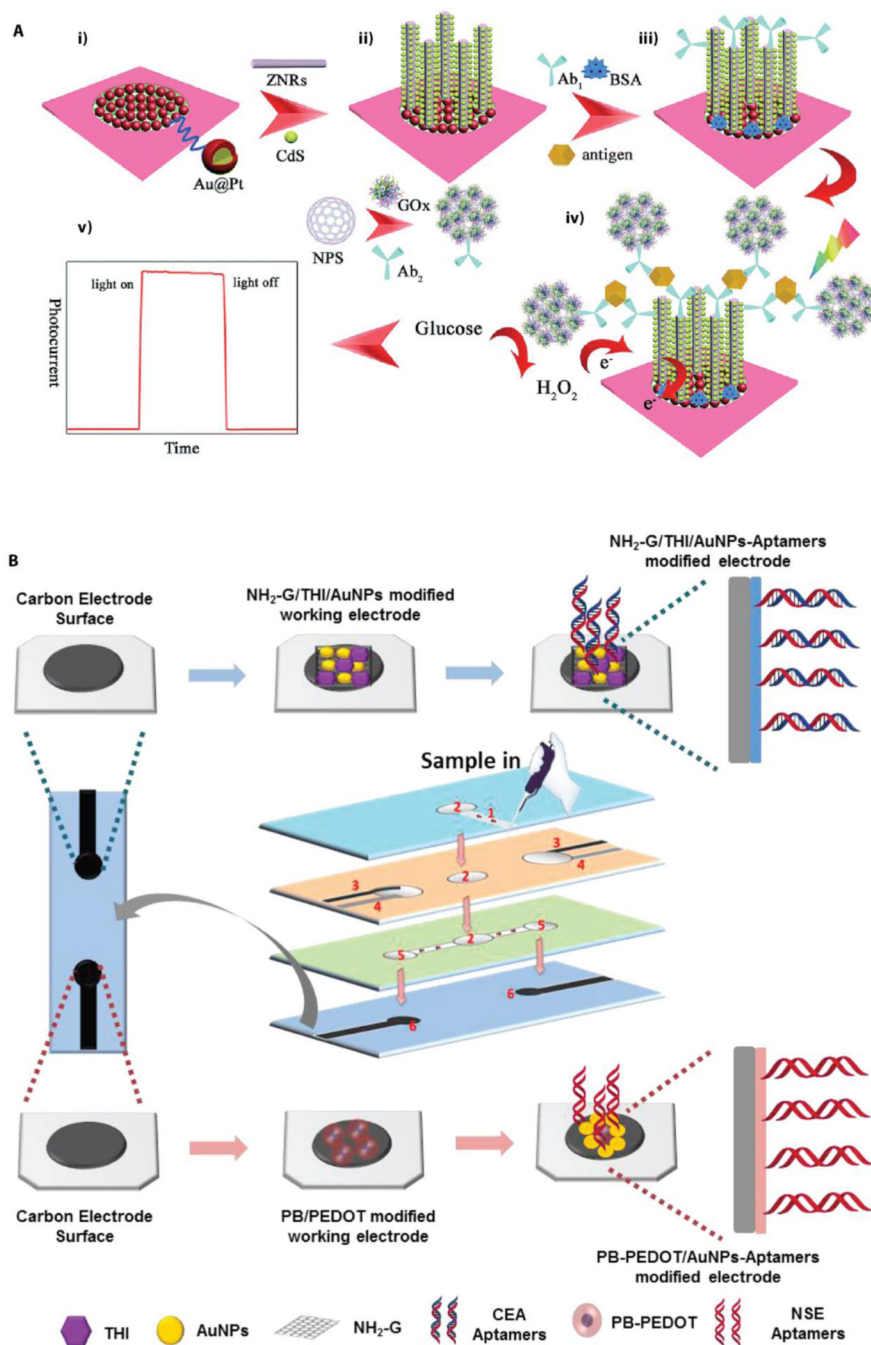 A
i)
ZNRs
CdS
Au@Pt
ii)
Ab₁ BSA
antigen
iii)
v)
light on
light off
Photocurrent
Time
NPS
GOx
Ab₂
iv)
Glucose
H₂O₂
e⁻
e⁻
B
Carbon Electrode
Surface
NH₂-G/THI/AuNPs modified
working electrode
NH₂-G/THI/AuNPs-Aptamers
modified electrode
Sample in
2 1
3
4
2
3
4
5 2 5
6
6
Carbon Electrode
Surface
PB/PEDOT modified
working electrode
PB-PEDOT/AuNPs-Aptamers
modified electrode
THI
AuNPs
NH₂-G
CEA
Aptamers
PB-PEDOT
NSE
Aptamers